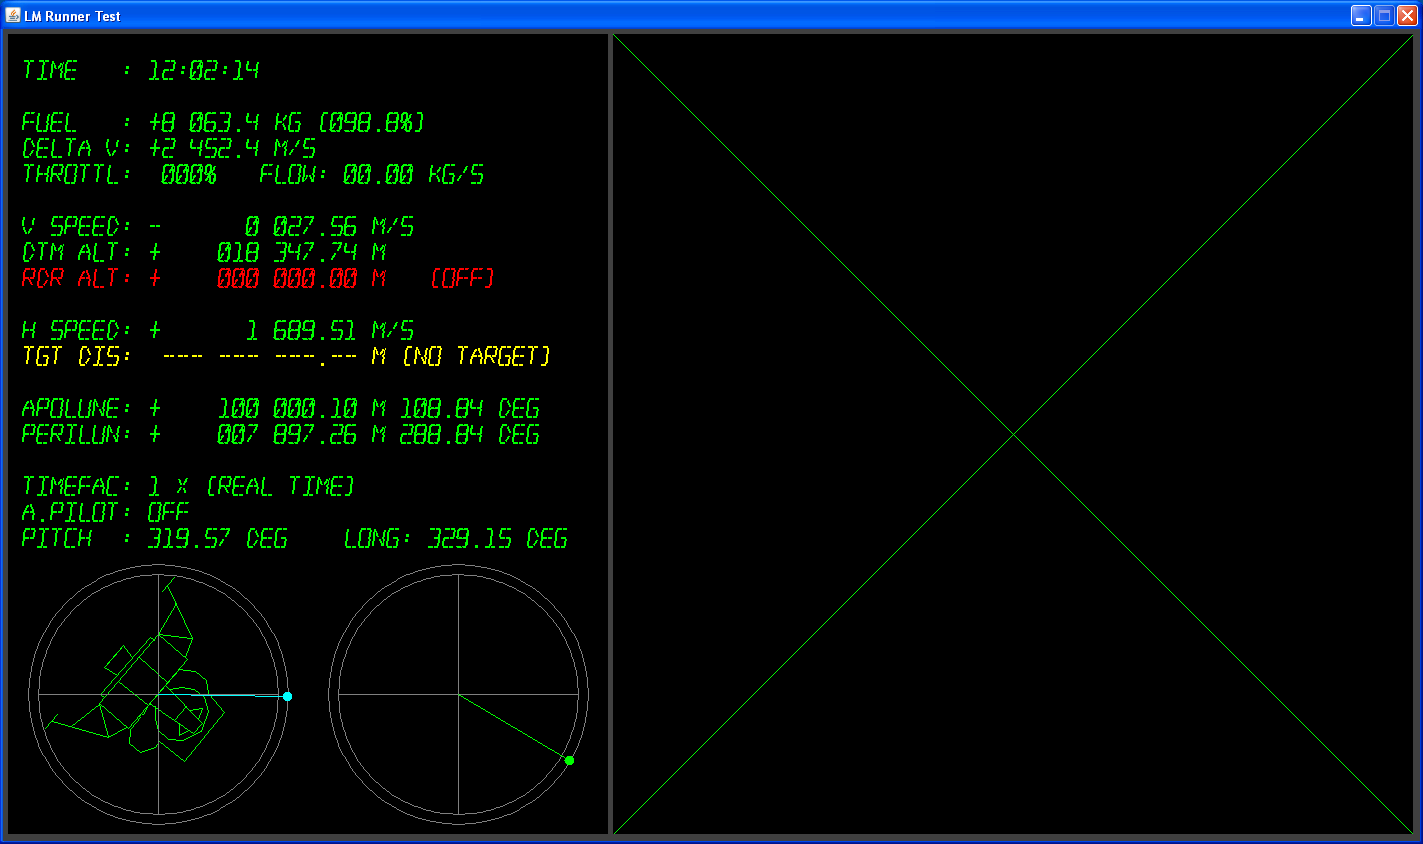 LM Runner Test
TIME : 12:02:14
FUEL : +8 063.4 KG (098.8%)
DELTA V: +2 452.4 M/S
THROTTL: 000% FLOW: 00.00 KG/S
V SPEED: - 0 027.56 M/S
DTM ALT: + 018 347.74 M
RDR ALT: + 000 000.00 M (OFF)
H SPEED: + 1 689.51 M/S
TGT DIS: --- --- ---.-- M (NO TARGET)
APOLUNE: + 100 000.10 M 108.84 DEG
PERILUN: + 007 897.26 M 288.84 DEG
TIMEFAC: 1 X (REAL TIME)
A.PILOT: OFF
PITCH : 319.57 DEG LONG: 329.15 DEG